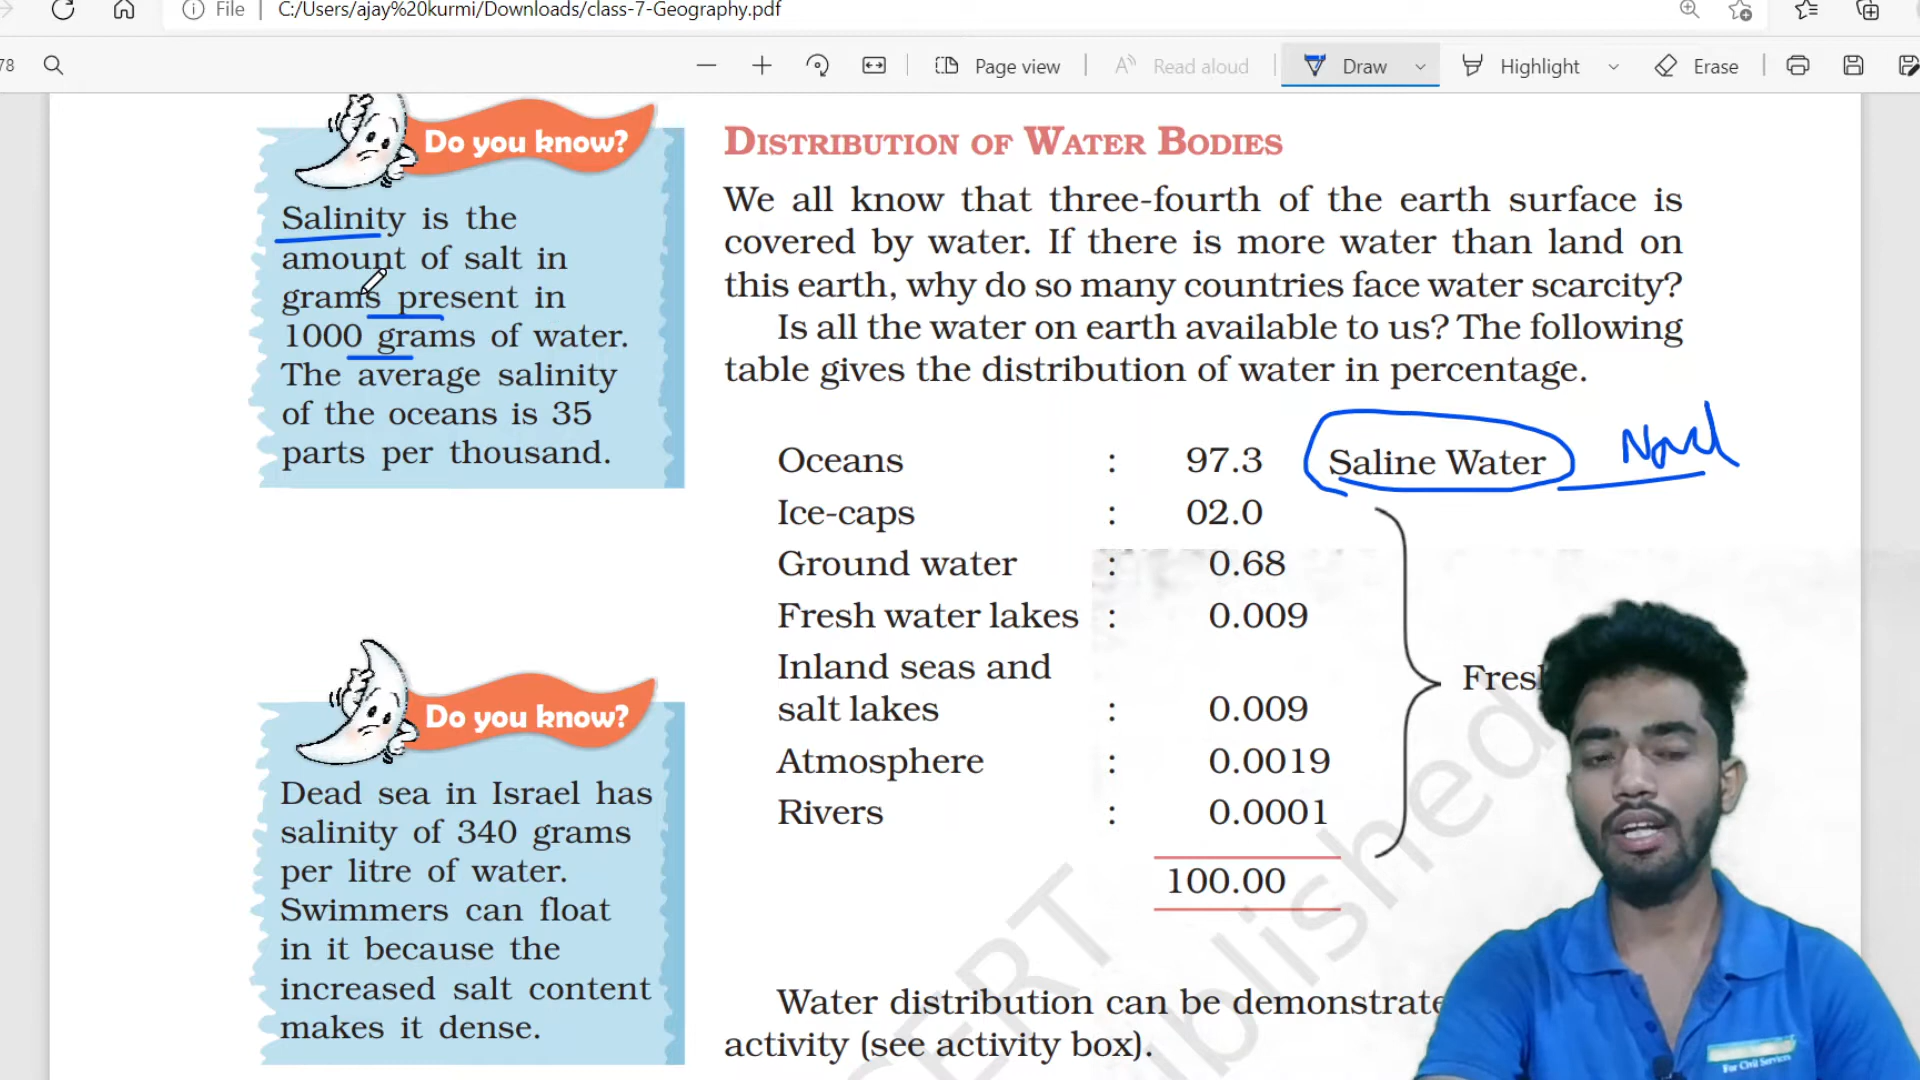 File
C:/Users/ajay%20kurmi/Downloads/class-7-Geography.pdf
78
Page view
Read aloud
Draw
Highlight
Erase
Do you know?
Salinity is the
amount of salt in
grams present in
1000 grams of water.
The average salinity
of the oceans is 35
parts per thousand.
Do you know?
Dead sea in Israel has
salinity of 340 grams
per litre of water.
Swimmers can float
in it because the
increased salt content
makes it dense.
DISTRIBUTION OF WATER BODIES
We all know that three-fourth of the earth surface is
covered by water. If there is more water than land on
this earth, why do so many countries face water scarcity?
Is all the water on earth available to us? The following
table gives the distribution of water in percentage.
Oceans : 97.3 Saline Water
Ice-caps : 02.0
Ground water : 0.68
Fresh water lakes : 0.009
Inland seas and
salt lakes : 0.009
Fresh
Atmosphere : 0.0019
Rivers : 0.0001
100.00
Water distribution can be demonstrate
activity (see activity box).
For Civil Services